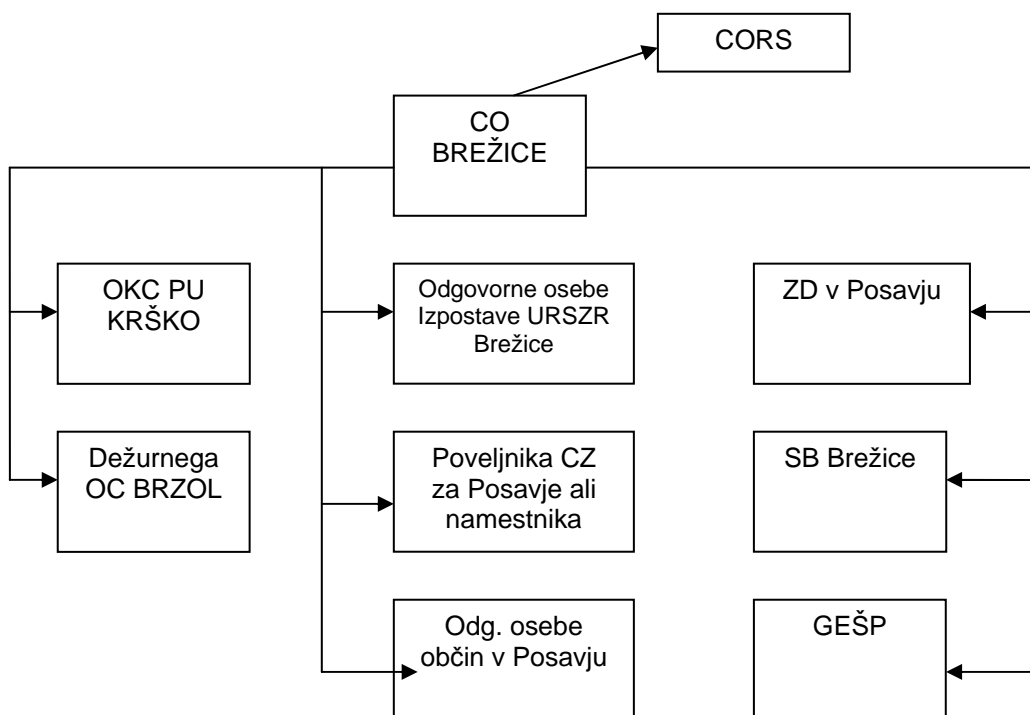 CORS
CO
BREŽICE
OKC PU
KRŠKO
Odgovorne osebe
Izpostave URSZR
Brežice
ZD v Posavju
Dežurnega
OC BRZOL
Poveljnika CZ
za Posavje ali
namestnika
SB Brežice
Odg. osebe
občin v Posavju
GEŠP